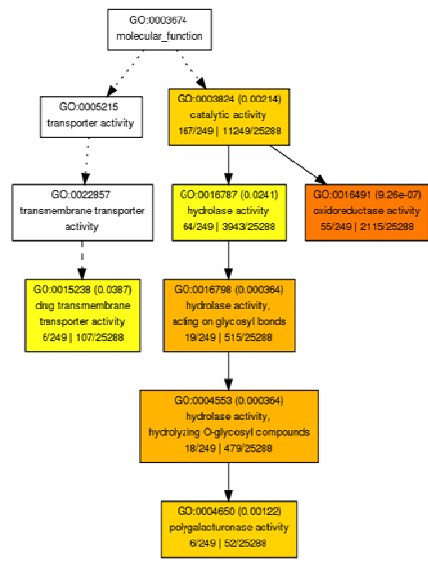 GO:0003674
molecular_function
GO:0005215
transporter activity
GO:0003824 (0.00214)
catalytic activity
167/249 | 11249/25288
GO:0022857
transmembrane transporter
activity
GO:0016787 (0.0241)
hydrolase activity
64/249 | 3943/25288
GO:0016491 (9.26e-07)
oxidoreductase activity
55/249 | 2115/25288
GO:0015238 (0.0387)
drug transmembrane
transporter activity
6/249 | 107/25288
GO:0016798 (0.000364)
hydrolase activity,
acting on glycosyl bonds
19/249 | 515/25288
GO:0004553 (0.000364)
hydrolase activity,
hydrolyzing O-glycosyl compounds
18/249 | 479/25288
GO:0004650 (0.00122)
polygalacturonase activity
6/249 | 52/25288